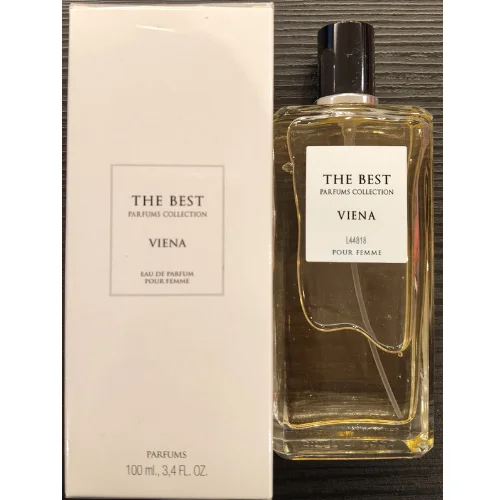 THE BEST
PARFUMS COLLECTION
VIENA
EAU DE PARFUM
POUR FEMME
PARFUMS
100 ml., 3,4 FL. OZ.
THE BEST
PARFUMS COLLECTION
VIENA
L44818
POUR FEMME